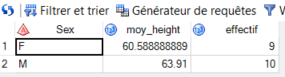 Filtrer et trier Générateur de requêtes
Sex moy_height effectif
1 F 60.588888889 9
2 M 63.91 10